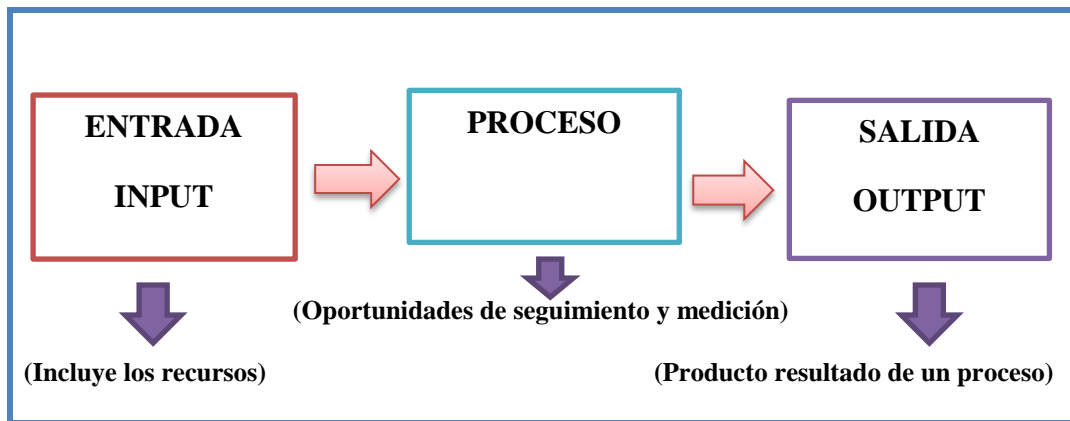 ENTRADA
INPUT
PROCESO
SALIDA
OUTPUT
(Oportunidades de seguimiento y medición)
(Incluye los recursos)
(Producto resultado de un proceso)